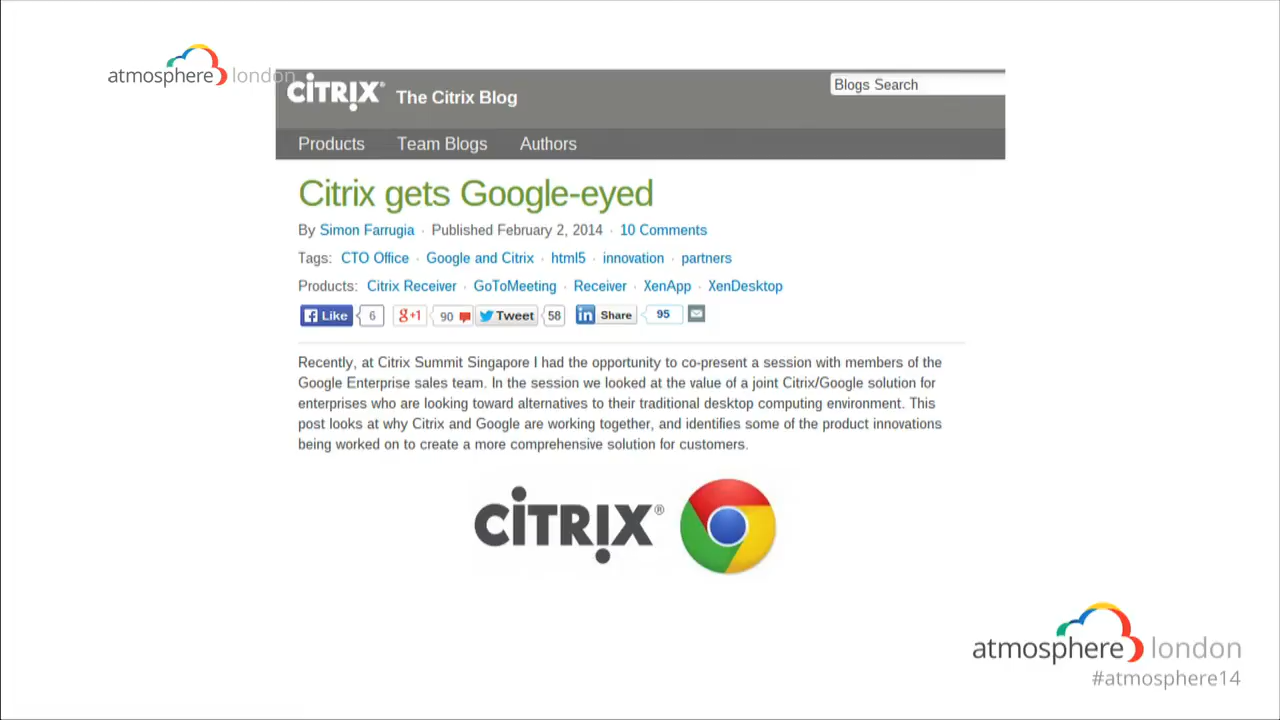 atmosphere london
CITRIX® The Citrix Blog
Blogs Search
Products Team Blogs Authors
Citrix gets Google-eyed
By Simon Farrugia · Published February 2, 2014 · 10 Comments
Tags: CTO Office · Google and Citrix · html5 · innovation · partners
Products: Citrix Receiver · GoToMeeting · Receiver · XenApp · XenDesktop
f Like 6 g+1 90 Tweet 58 in Share 95
Recently, at Citrix Summit Singapore I had the opportunity to co-present a session with members of the
Google Enterprise sales team. In the session we looked at the value of a joint Citrix/Google solution for
enterprises who are looking toward alternatives to their traditional desktop computing environment. This
post looks at why Citrix and Google are working together, and identifies some of the product innovations
being worked on to create a more comprehensive solution for customers.
CITRIX®
atmosphere london
#atmosphere14